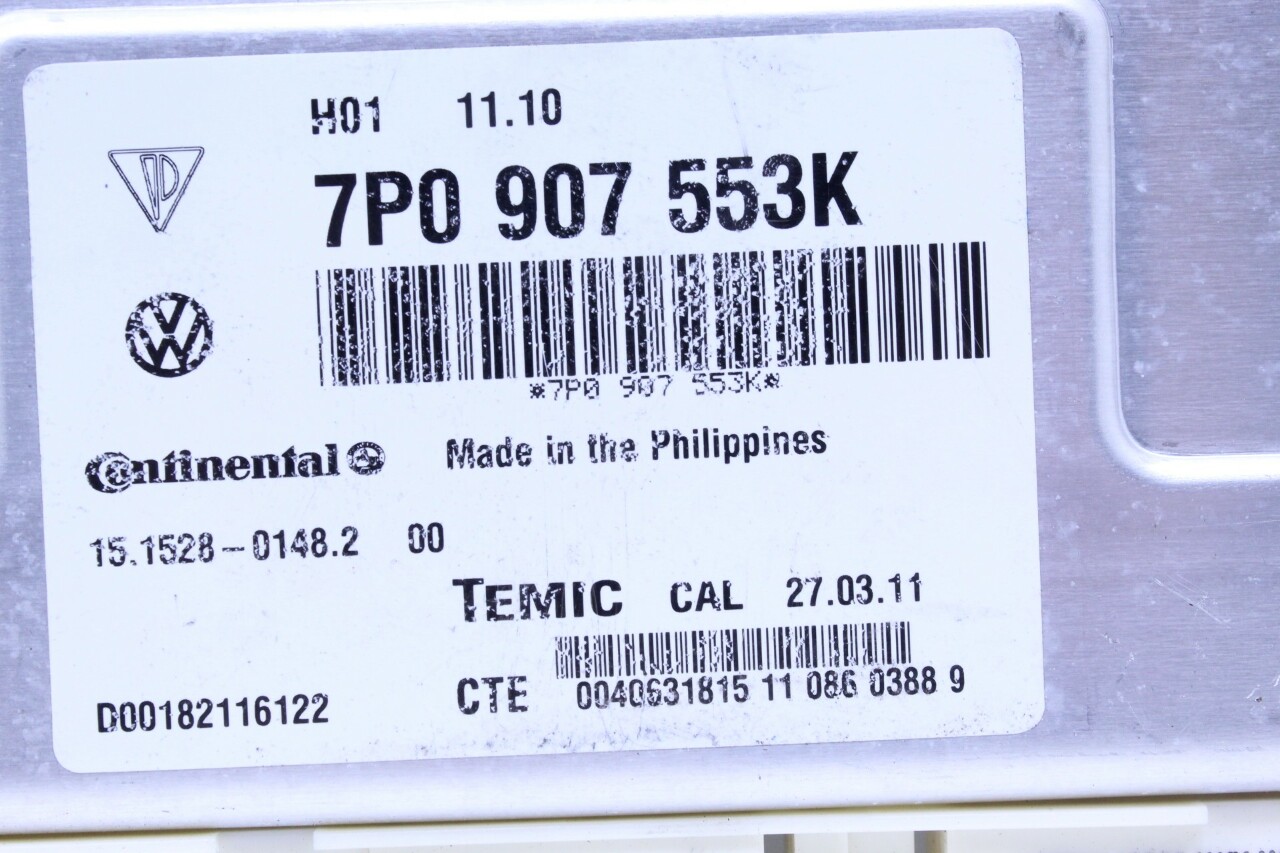 H01 11.10
7P0 907 553K
*7P0 907 553K*
Continental Made in the Philippines
15.1528-0148.2 00
TEMIC CAL 27.03.11
CTE 0040631815 11 086 0388 9
D00182116122